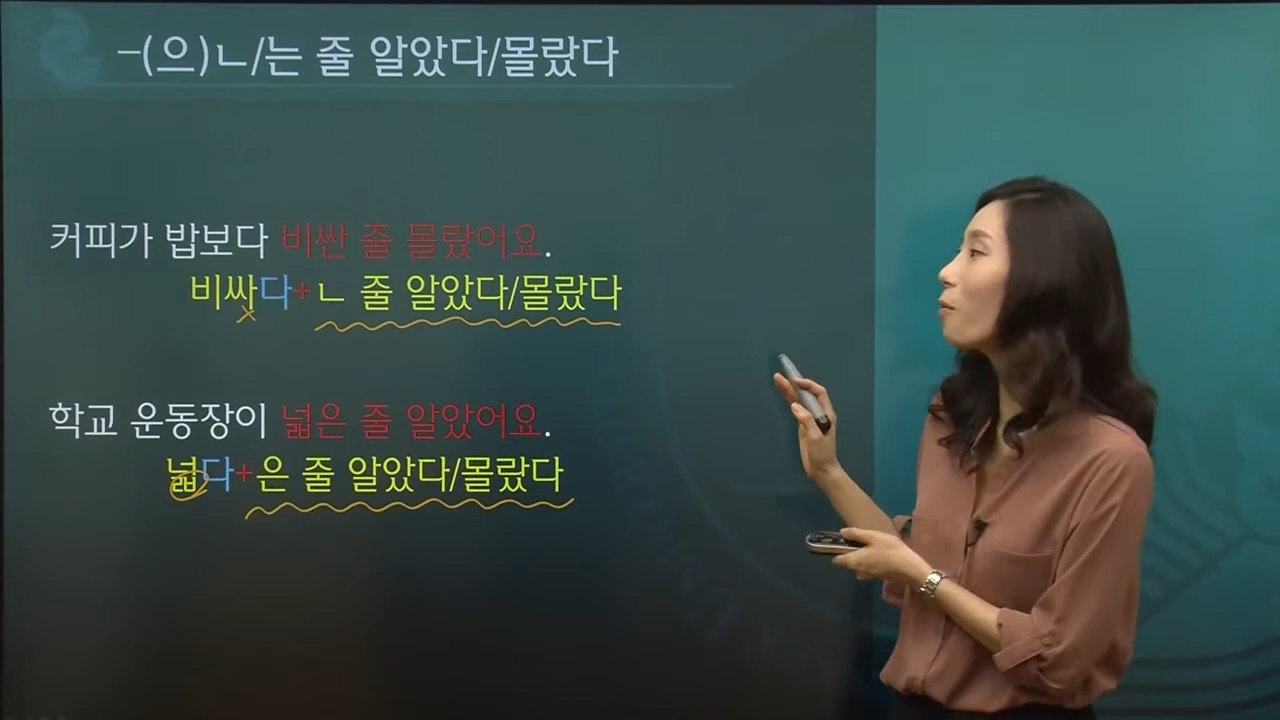 -(으)ㄴ/는 줄 알았다/몰랐다
커피가 밥보다 비싼 줄 몰랐어요.
비싸다+ㄴ 줄 알았다/몰랐다
학교 운동장이 넓은 줄 알았어요.
넓다+은 줄 알았다/몰랐다